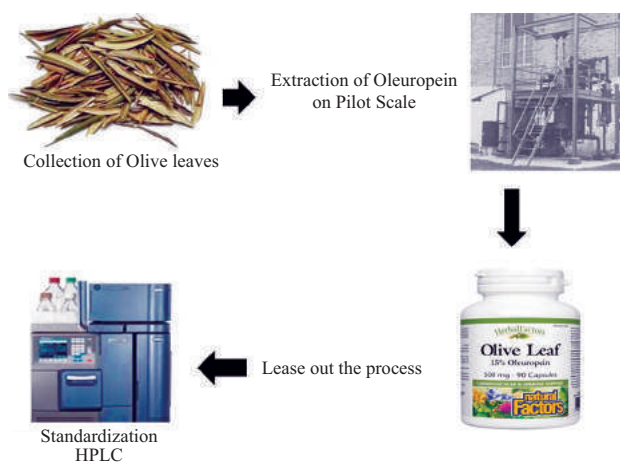 Extraction of Oleuropein
on Pilot Scale
Collection of Olive leaves
HerbalFactors
Olive Leaf
15% Oleuropein
500 mg - 90 Capsules
natural
Factors
Lease out the process
Standardization
HPLC